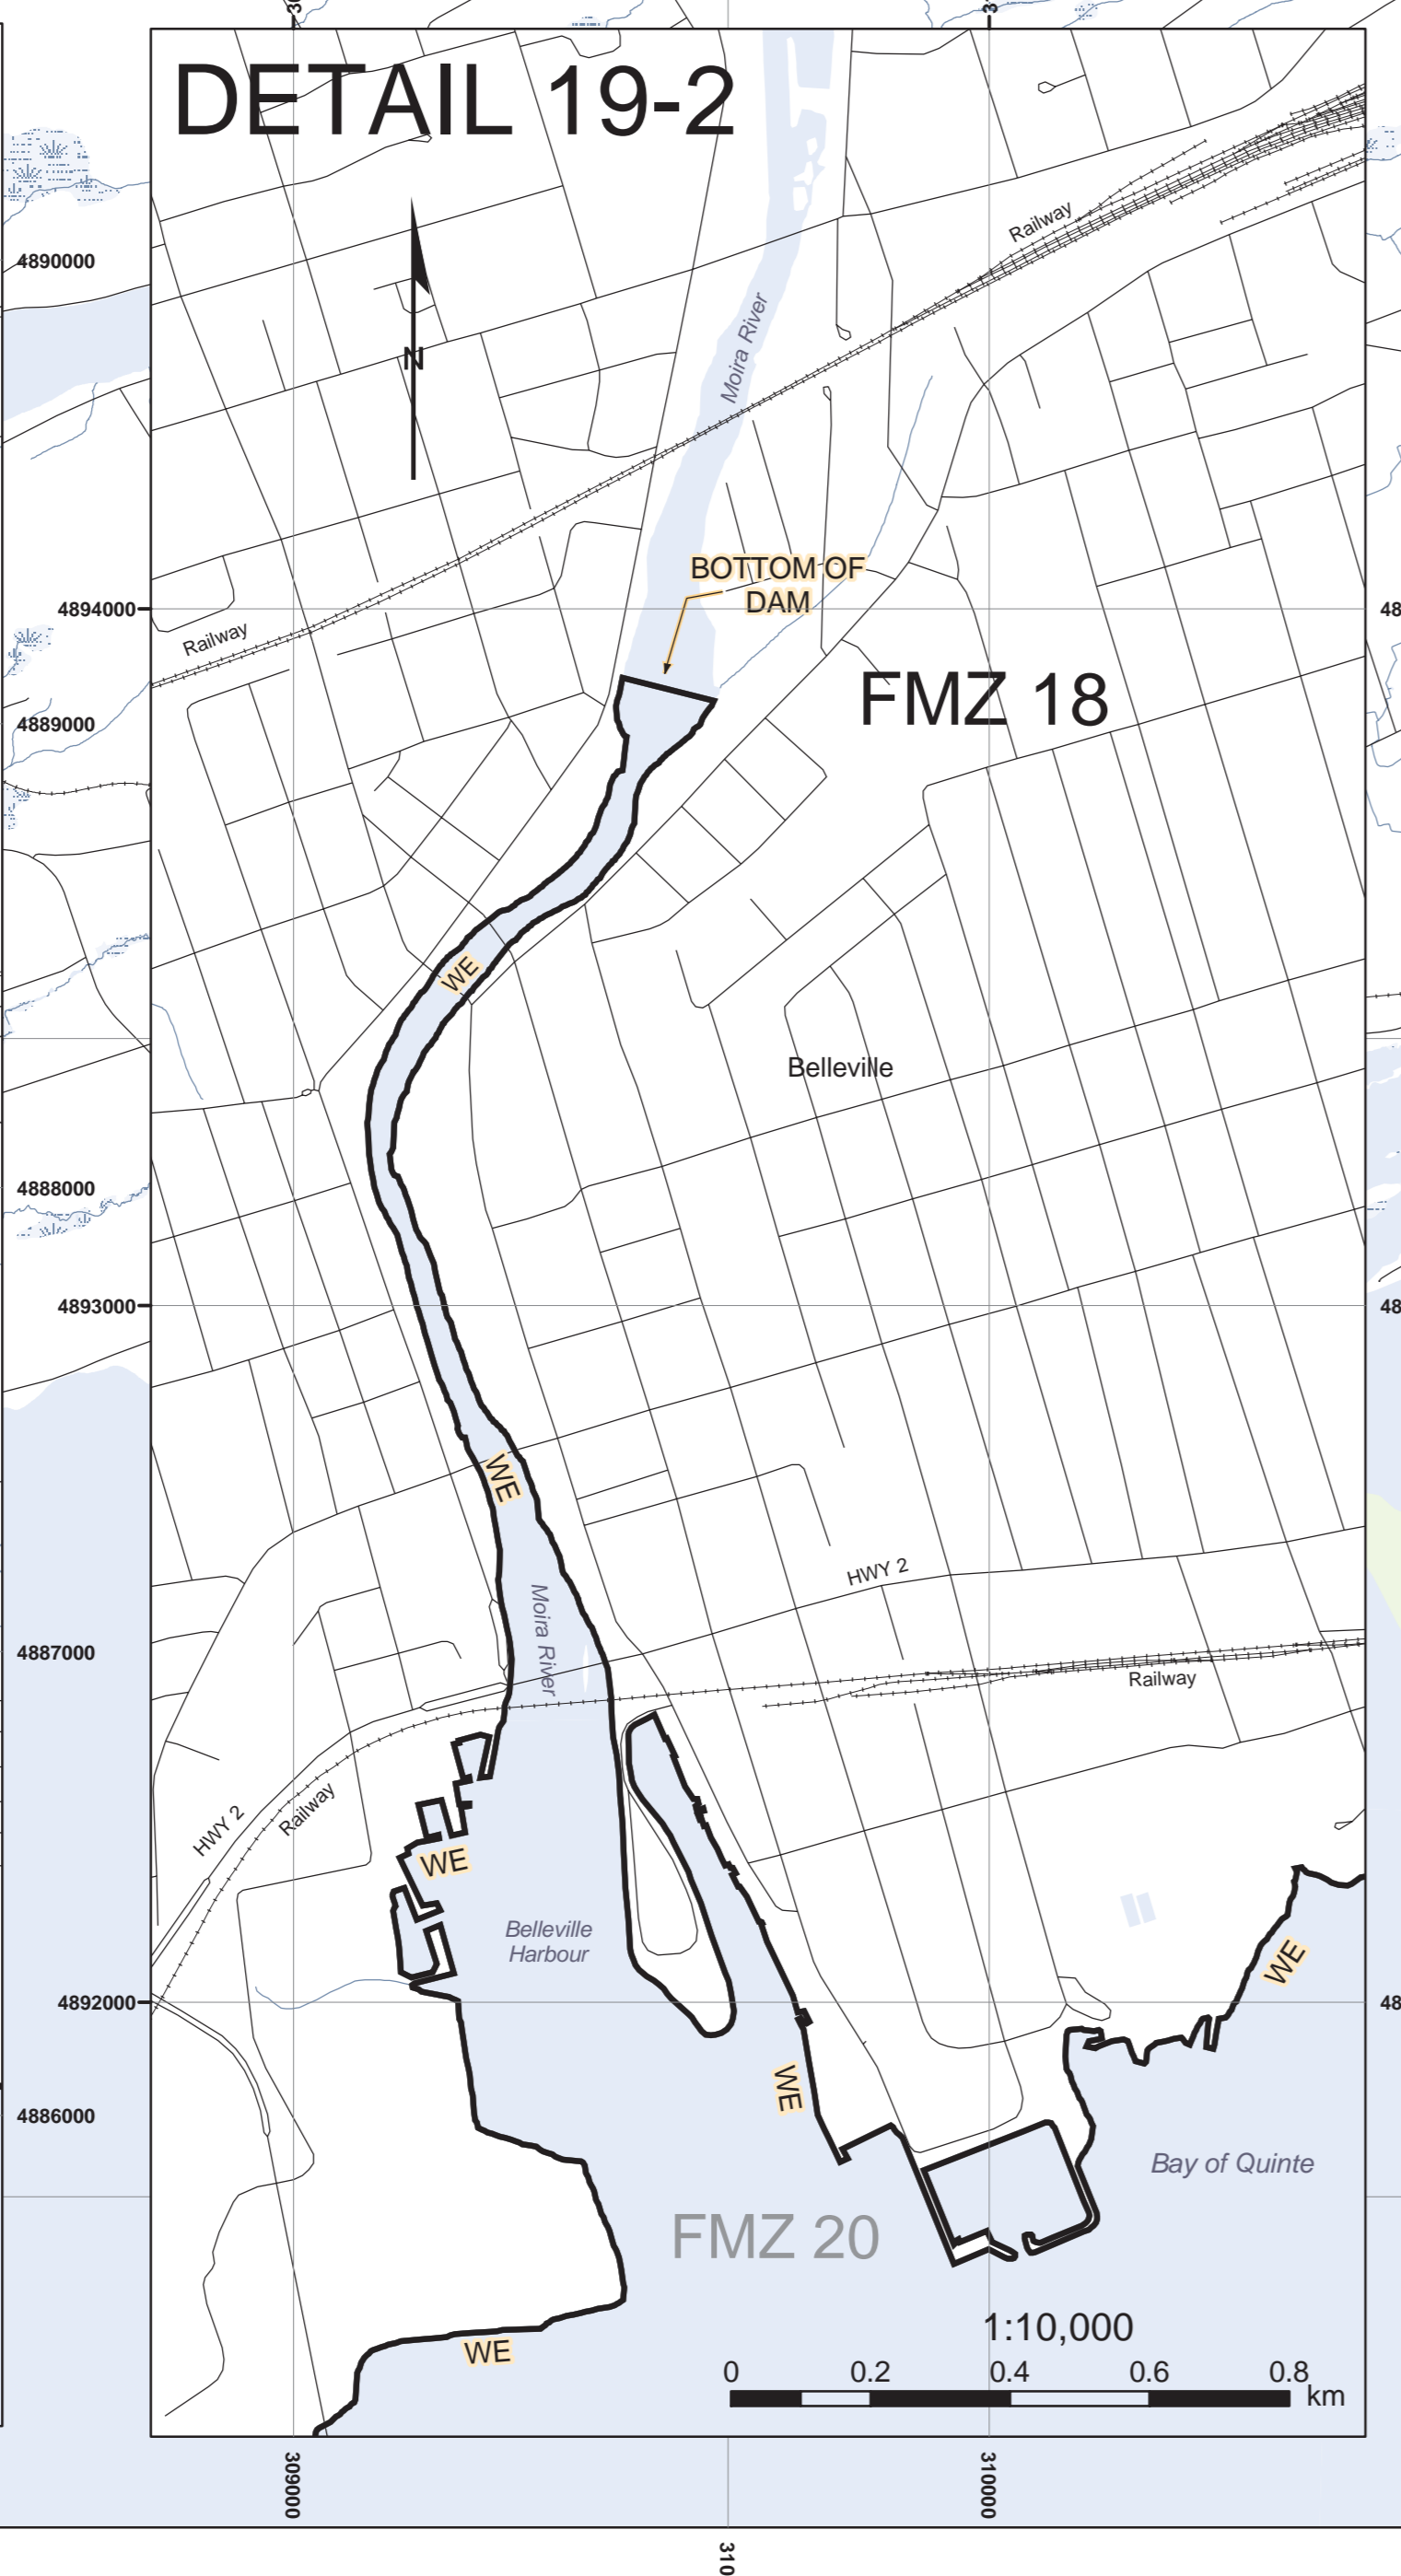 DETAIL 19-2
4890000
Railway
Moira River
N
BOTTOM OF
DAM
4894000
Railway
FMZ 18
4889000
WE
Belleville
4888000
4893000
WE
HWY 2
Moira River
4887000
Railway
HWY 2
Railway
WE
Belleville
Harbour
WE
4892000
WE
4886000
Bay of Quinte
FMZ 20
WE
1:10,000
0 0.2 0.4 0.6 0.8
km
309000
310000